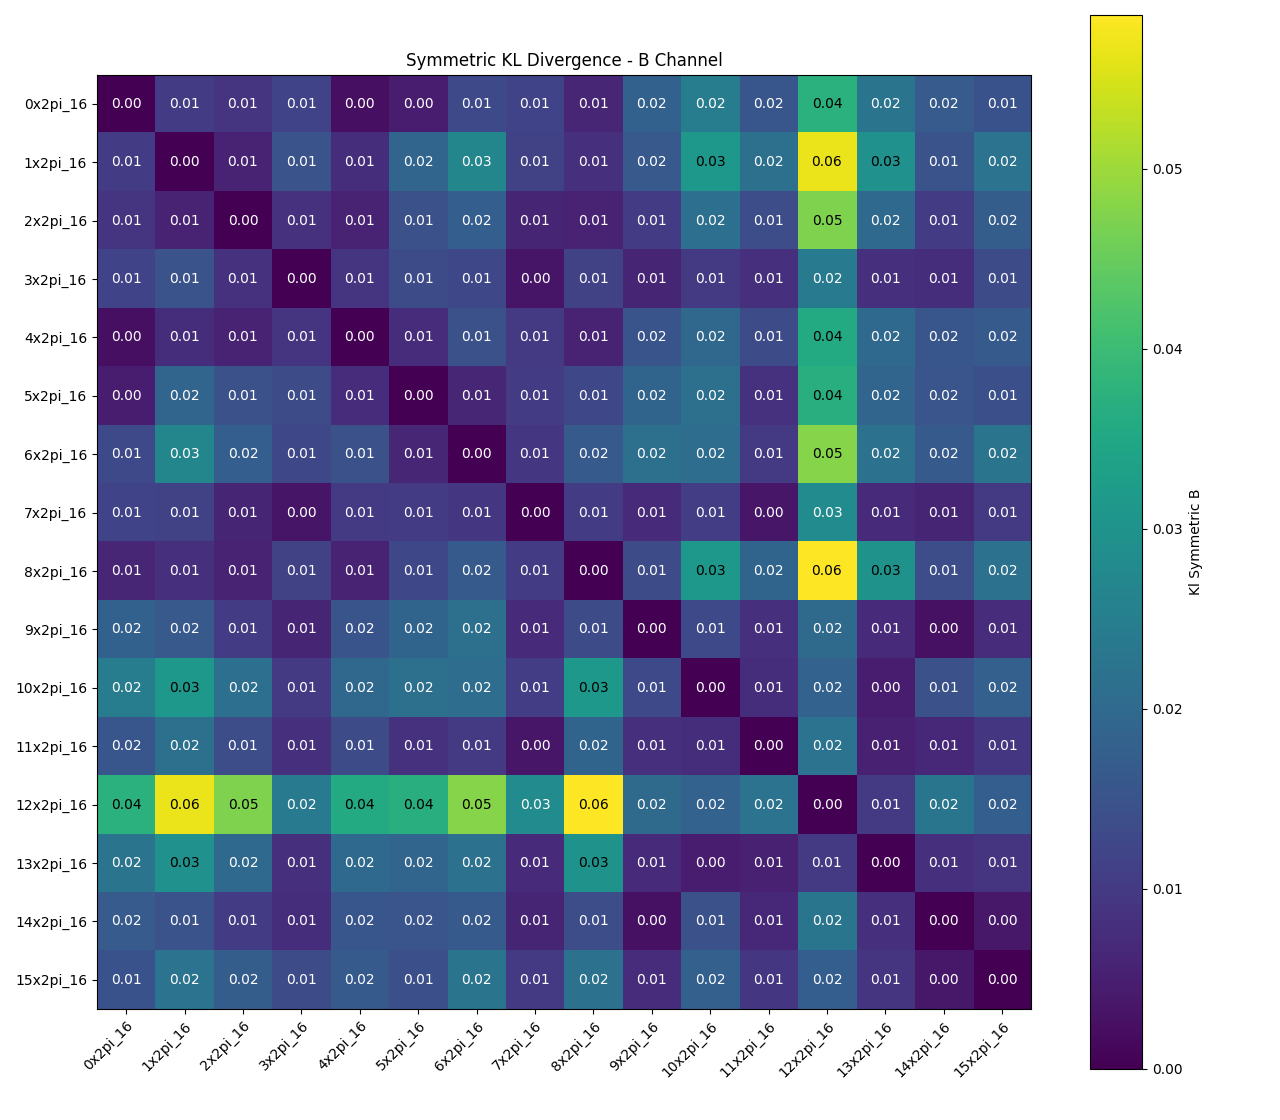 Symmetric KL Divergence - B Channel
0x2pi_16 0.00 0.01 0.01 0.01 0.00 0.00 0.01 0.01 0.01 0.02 0.02 0.02 0.04 0.02 0.02 0.01
1x2pi_16 0.01 0.00 0.01 0.01 0.01 0.02 0.03 0.01 0.01 0.02 0.03 0.02 0.06 0.03 0.01 0.02
2x2pi_16 0.01 0.01 0.00 0.01 0.01 0.01 0.02 0.01 0.01 0.01 0.02 0.01 0.05 0.02 0.01 0.02
3x2pi_16 0.01 0.01 0.01 0.00 0.01 0.01 0.01 0.00 0.01 0.01 0.01 0.01 0.02 0.01 0.01 0.01
4x2pi_16 0.00 0.01 0.01 0.01 0.00 0.01 0.01 0.01 0.01 0.02 0.02 0.01 0.04 0.02 0.02 0.02
5x2pi_16 0.00 0.02 0.01 0.01 0.01 0.00 0.01 0.01 0.01 0.02 0.02 0.01 0.04 0.02 0.02 0.01
6x2pi_16 0.01 0.03 0.02 0.01 0.01 0.01 0.00 0.01 0.02 0.02 0.02 0.01 0.05 0.02 0.02 0.02
7x2pi_16 0.01 0.01 0.01 0.00 0.01 0.01 0.01 0.00 0.01 0.01 0.01 0.00 0.03 0.01 0.01 0.01
8x2pi_16 0.01 0.01 0.01 0.01 0.01 0.01 0.02 0.01 0.00 0.01 0.03 0.02 0.06 0.03 0.01 0.02
9x2pi_16 0.02 0.02 0.01 0.01 0.02 0.02 0.02 0.01 0.01 0.00 0.01 0.01 0.02 0.01 0.00 0.01
10x2pi_16 0.02 0.03 0.02 0.01 0.02 0.02 0.02 0.01 0.03 0.01 0.00 0.01 0.02 0.00 0.01 0.02
11x2pi_16 0.02 0.02 0.01 0.01 0.01 0.01 0.01 0.00 0.02 0.01 0.01 0.00 0.02 0.01 0.01 0.01
12x2pi_16 0.04 0.06 0.05 0.02 0.04 0.04 0.05 0.03 0.06 0.02 0.02 0.02 0.00 0.01 0.02 0.02
13x2pi_16 0.02 0.03 0.02 0.01 0.02 0.02 0.02 0.01 0.03 0.01 0.00 0.01 0.01 0.00 0.01 0.01
14x2pi_16 0.02 0.01 0.01 0.01 0.02 0.02 0.02 0.01 0.01 0.00 0.01 0.01 0.02 0.01 0.00 0.00
15x2pi_16 0.01 0.02 0.02 0.01 0.02 0.01 0.02 0.01 0.02 0.01 0.02 0.01 0.02 0.01 0.00 0.00
0x2pi_16 1x2pi_16 2x2pi_16 3x2pi_16 4x2pi_16 5x2pi_16 6x2pi_16 7x2pi_16 8x2pi_16 9x2pi_16 10x2pi_16 11x2pi_16 12x2pi_16 13x2pi_16 14x2pi_16 15x2pi_16
0.05
0.04
0.03
0.02
0.01
0.00
Kl Symmetric B